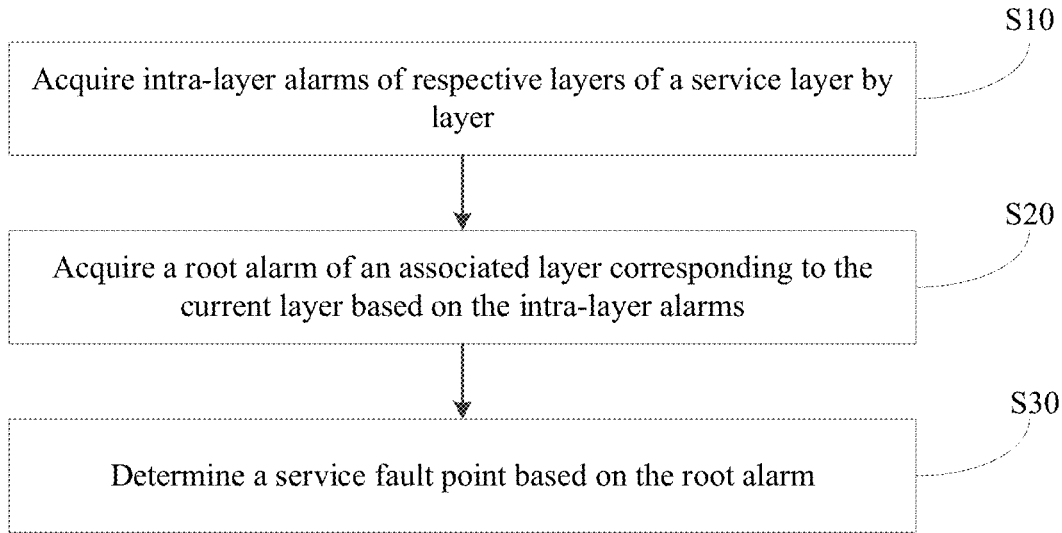 S10
Acquire intra-layer alarms of respective layers of a service layer by
layer
S20
Acquire a root alarm of an associated layer corresponding to the
current layer based on the intra-layer alarms
S30
Determine a service fault point based on the root alarm